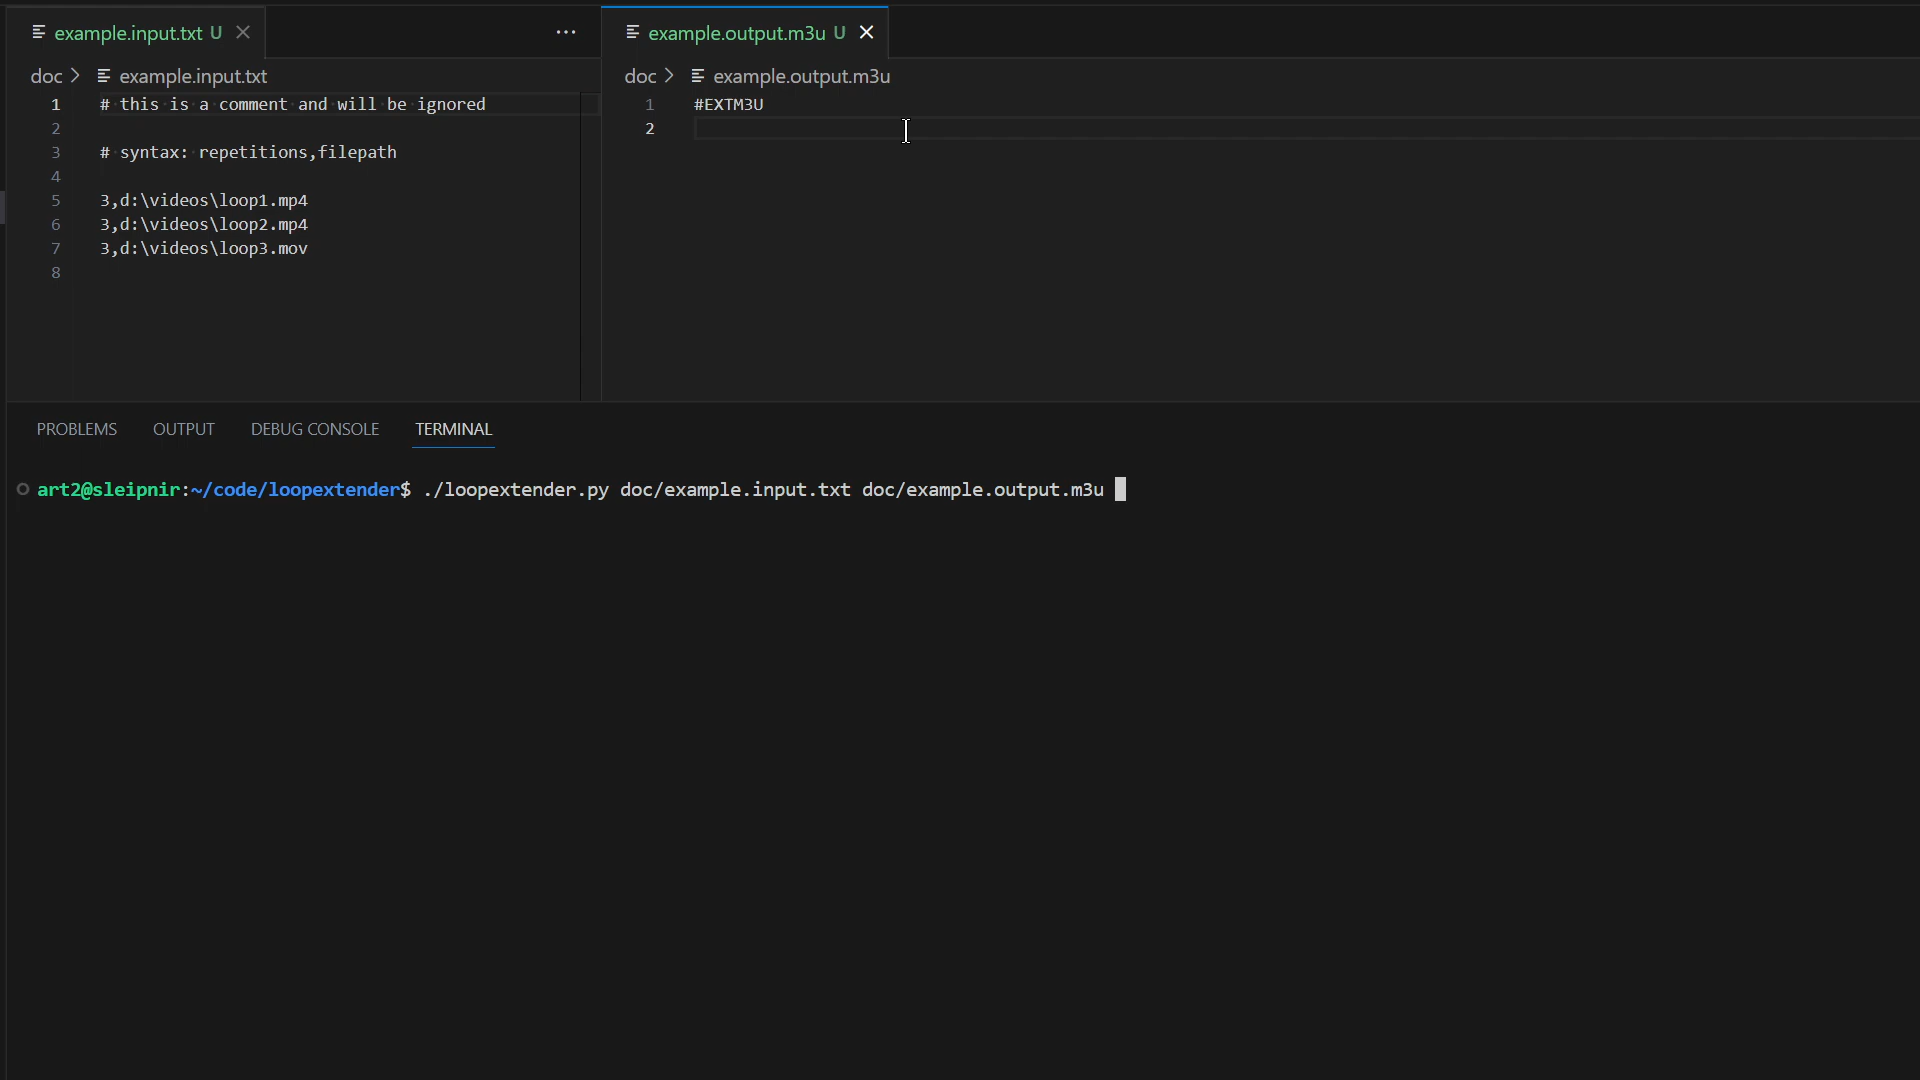 example.input.txt U
doc > example.input.txt
1 # this is a comment and will be ignored
2
3 # syntax: repetitions,filepath
4
5 3,d:\videos\loop1.mp4
6 3,d:\videos\loop2.mp4
7 3,d:\videos\loop3.mov
8
example.output.m3u U
doc > example.output.m3u
1 #EXTM3U
2
PROBLEMS OUTPUT DEBUG CONSOLE TERMINAL
art2@sleipnir:~/code/loopextender$ ./loopextender.py doc/example.input.txt doc/example.output.m3u